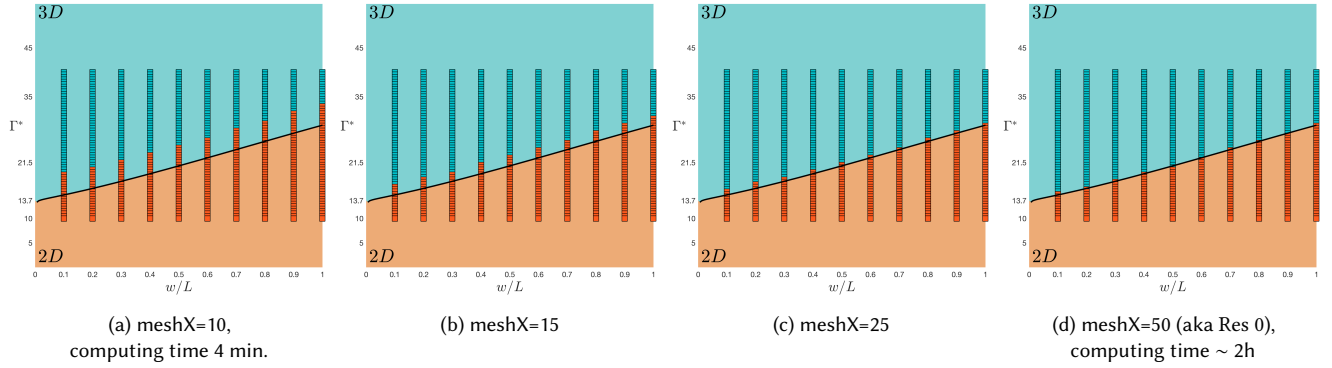 3D
45
35
Γ*
21.5
13.7
10
5
2D
0 0.1 0.2 0.3 0.4 0.5 0.6 0.7 0.8 0.9 1
w/L
(a) meshX=10,
computing time 4 min.
3D
45
35
Γ*
21.5
13.7
10
5
2D
0 0.1 0.2 0.3 0.4 0.5 0.6 0.7 0.8 0.9 1
w/L
(b) meshX=15
3D
45
35
Γ*
21.5
13.7
10
5
2D
0 0.1 0.2 0.3 0.4 0.5 0.6 0.7 0.8 0.9 1
w/L
(c) meshX=25
3D
45
35
Γ*
21.5
13.7
10
5
2D
0 0.1 0.2 0.3 0.4 0.5 0.6 0.7 0.8 0.9 1
w/L
(d) meshX=50 (aka Res 0),
computing time ∼ 2h